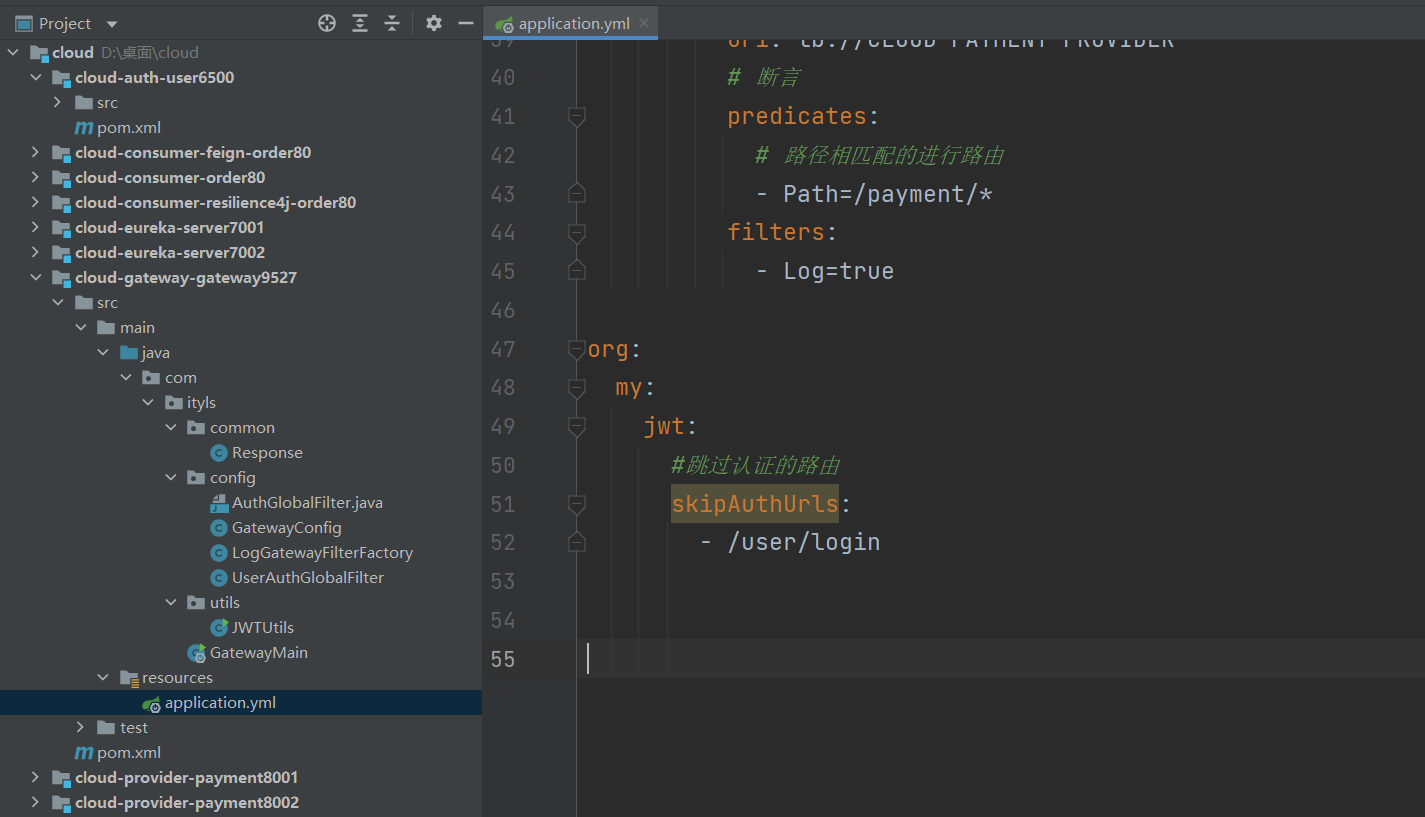 Project
cloud D:\桌面\cloud
cloud-auth-user6500
src
pom.xml
cloud-consumer-feign-order80
cloud-consumer-order80
cloud-consumer-resilience4j-order80
cloud-eureka-server7001
cloud-eureka-server7002
cloud-gateway-gateway9527
src
main
java
com
ityls
common
Response
config
AuthGlobalFilter.java
GatewayConfig
LogGatewayFilterFactory
UserAuthGlobalFilter
utils
JWTUtils
GatewayMain
resources
application.yml
test
pom.xml
cloud-provider-payment8001
cloud-provider-payment8002
application.yml
39 uri: lb://CLOUD-PAYMENT-PROVIDER
40 # 断言
41 predicates:
42 # 路径相匹配的进行路由
43 - Path=/payment/*
44 filters:
45 - Log=true
46
47 org:
48 my:
49 jwt:
50 #跳过认证的路由
51 skipAuthUrls:
52 - /user/login
53
54
55